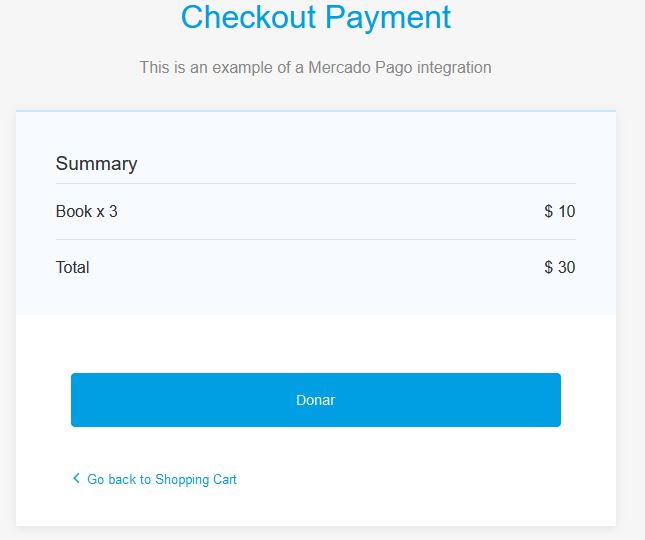 Checkout Payment
This is an example of a Mercado Pago integration
Summary
Book x 3 $ 10
Total $ 30
Donar
Go back to Shopping Cart